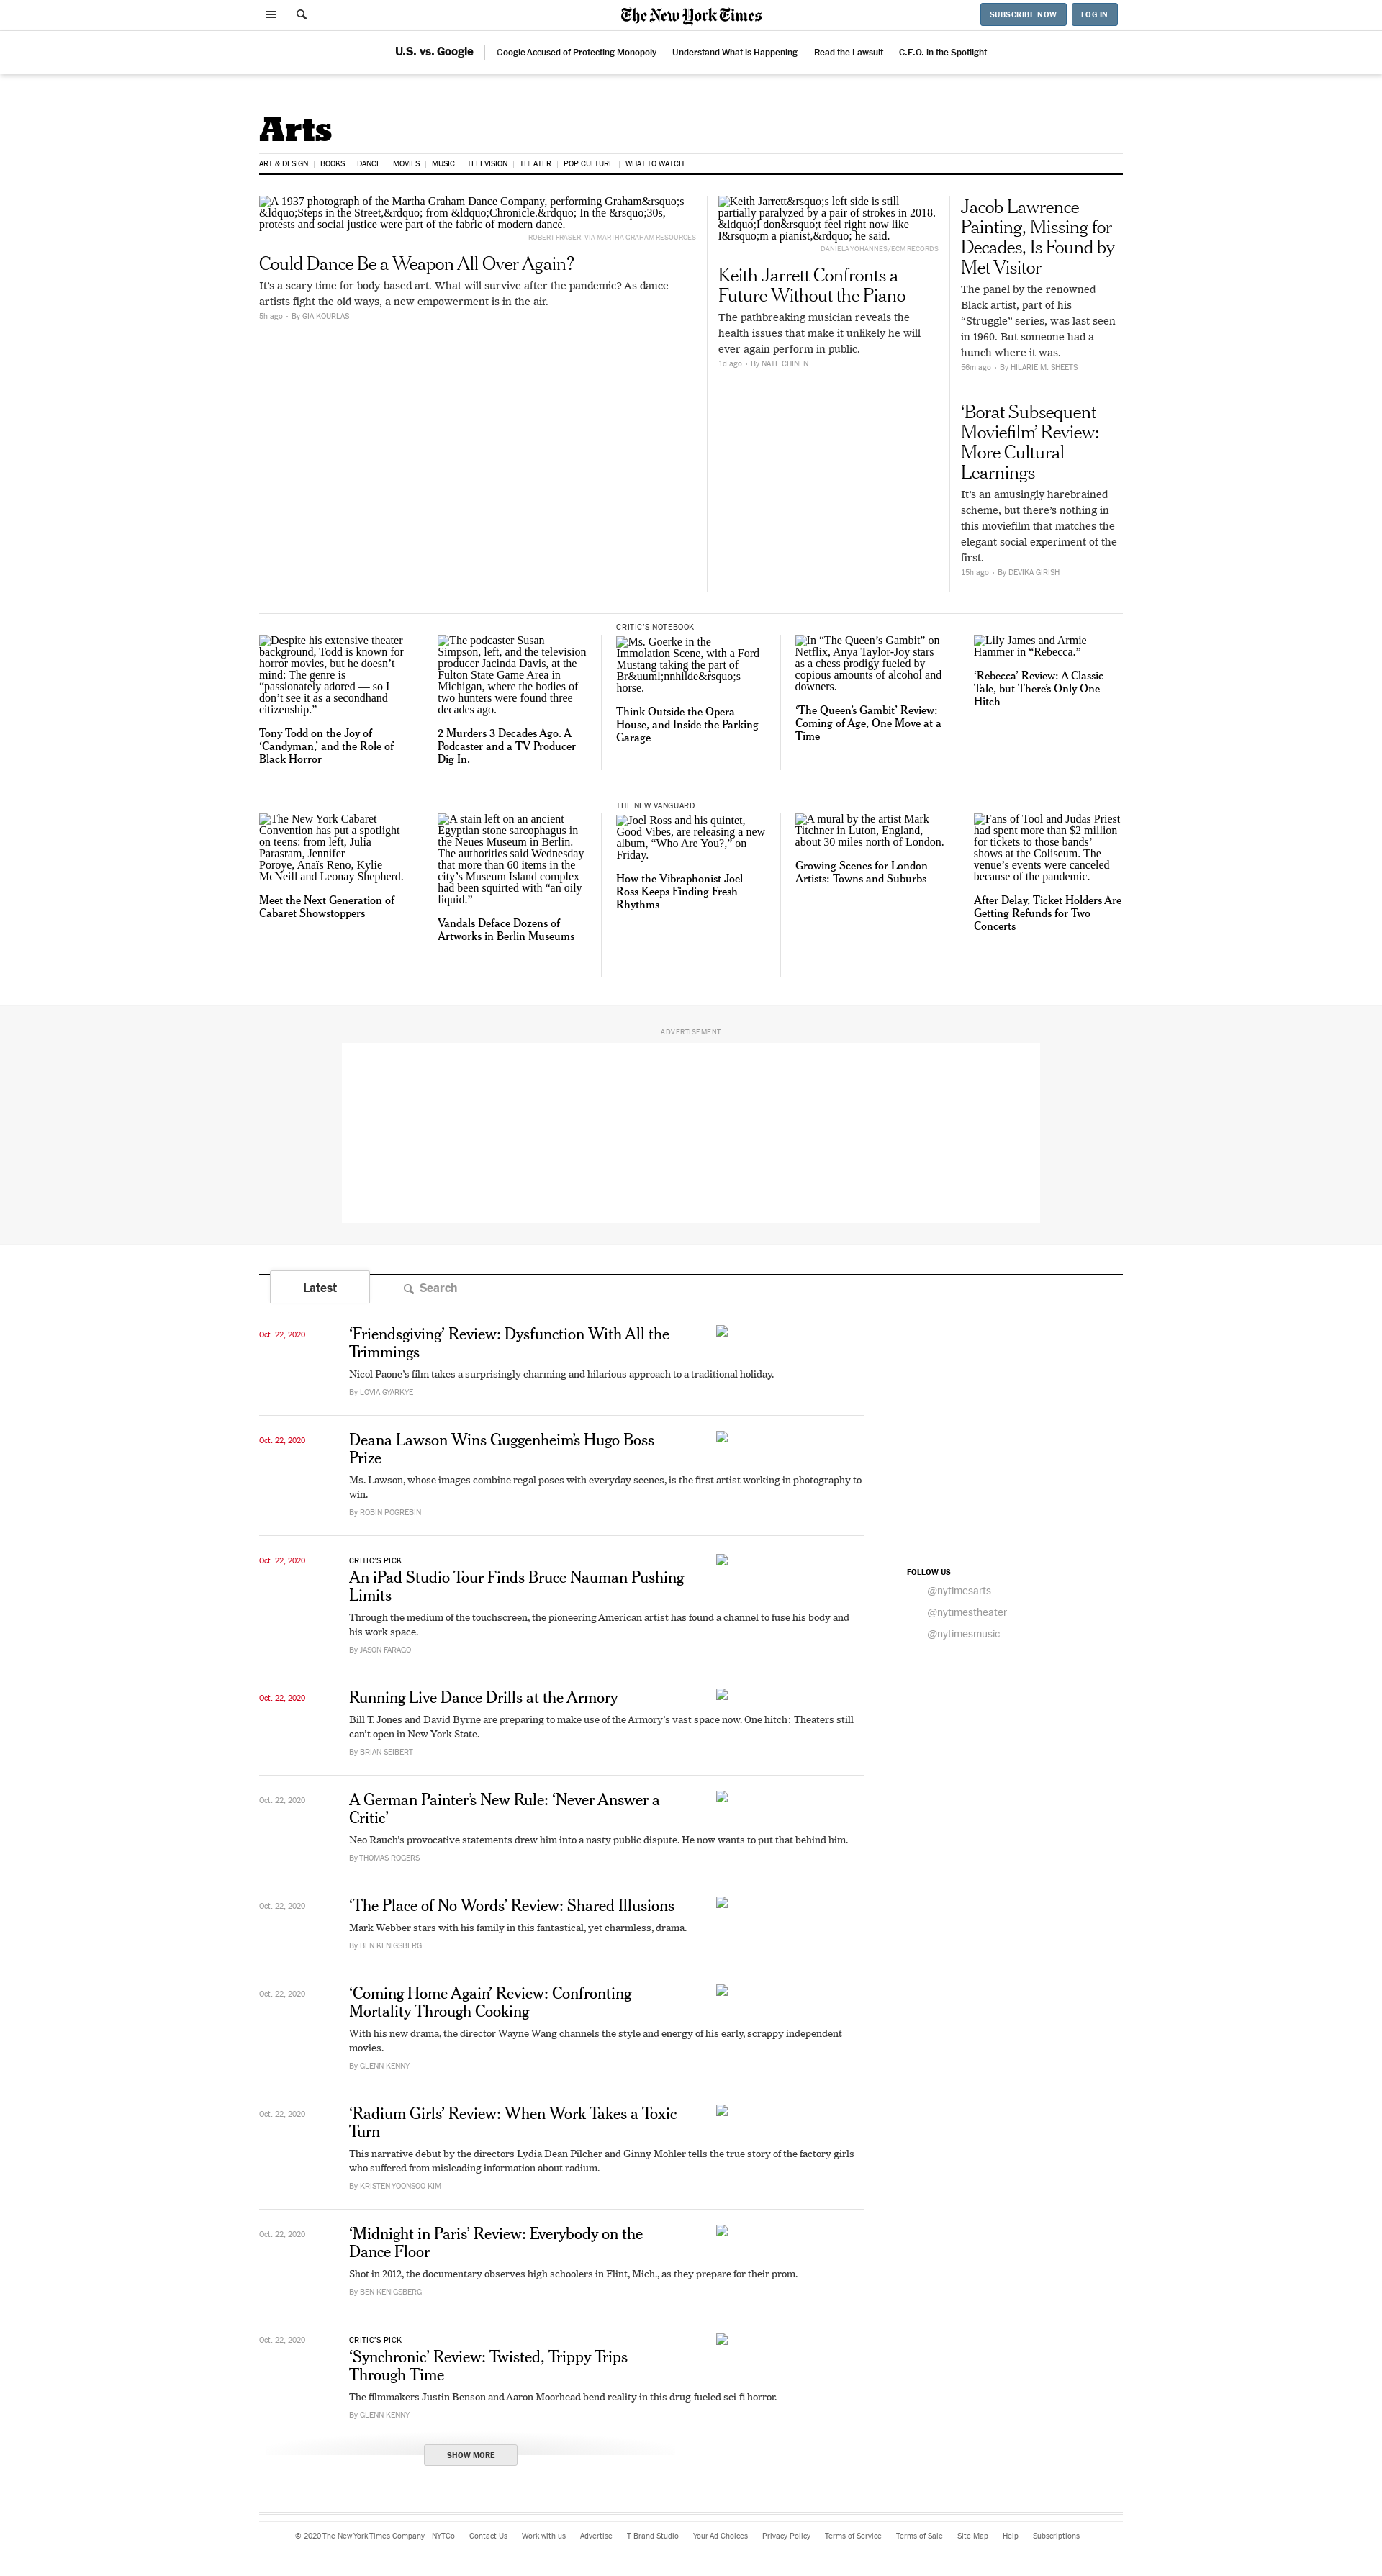 The New York Times
SUBSCRIBE NOW
LOG IN
U.S. vs. Google
Google Accused of Protecting Monopoly
Understand What is Happening
Read the Lawsuit
C.E.O. in the Spotlight
Arts
ART & DESIGN
BOOKS
DANCE
MOVIES
MUSIC
TELEVISION
THEATER
POP CULTURE
WHAT TO WATCH
A 1937 photograph of the Martha Graham Dance Company, performing Graham&rsquo;s
&ldquo;Steps in the Street,&rdquo; from &ldquo;Chronicle.&rdquo; In the &rsquo;30s,
protests and social justice were part of the fabric of modern dance.
ROBERT FRASER, VIA MARTHA GRAHAM RESOURCES
Could Dance Be a Weapon All Over Again?
It’s a scary time for body-based art. What will survive after the pandemic? As dance
artists fight the old ways, a new empowerment is in the air.
5h ago • By GIA KOURLAS
Keith Jarrett&rsquo;s left side is still
partially paralyzed by a pair of strokes in 2018.
&ldquo;I don&rsquo;t feel right now like
I&rsquo;m a pianist,&rdquo; he said.
DANIELA YOHANNES/ECM RECORDS
Keith Jarrett Confronts a
Future Without the Piano
The pathbreaking musician reveals the
health issues that make it unlikely he will
ever again perform in public.
1d ago • By NATE CHINEN
Jacob Lawrence
Painting, Missing for
Decades, Is Found by
Met Visitor
The panel by the renowned
Black artist, part of his
“Struggle” series, was last seen
in 1960. But someone had a
hunch where it was.
56m ago • By HILARIE M. SHEETS
‘Borat Subsequent
Moviefilm’ Review:
More Cultural
Learnings
It’s an amusingly harebrained
scheme, but there’s nothing in
this moviefilm that matches the
elegant social experiment of the
first.
15h ago • By DEVIKA GIRISH
Despite his extensive theater
background, Todd is known for
horror movies, but he doesn’t
mind: The genre is
“passionately adored — so I
don’t see it as a secondhand
citizenship.”
Tony Todd on the Joy of
‘Candyman,’ and the Role of
Black Horror
The podcaster Susan
Simpson, left, and the television
producer Jacinda Davis, at the
Fulton State Game Area in
Michigan, where the bodies of
two hunters were found three
decades ago.
2 Murders 3 Decades Ago. A
Podcaster and a TV Producer
Dig In.
CRITIC’S NOTEBOOK
Ms. Goerke in the
Immolation Scene, with a Ford
Mustang taking the part of
Br&uuml;nnhilde&rsquo;s
horse.
Think Outside the Opera
House, and Inside the Parking
Garage
In “The Queen’s Gambit” on
Netflix, Anya Taylor-Joy stars
as a chess prodigy fueled by
copious amounts of alcohol and
downers.
‘The Queen’s Gambit’ Review:
Coming of Age, One Move at a
Time
Lily James and Armie
Hammer in “Rebecca.”
‘Rebecca’ Review: A Classic
Tale, but There’s Only One
Hitch
The New York Cabaret
Convention has put a spotlight
on teens: from left, Julia
Parasram, Jennifer
Poroye, Anaïs Reno, Kylie
McNeill and Leonay Shepherd.
Meet the Next Generation of
Cabaret Showstoppers
A stain left on an ancient
Egyptian stone sarcophagus in
the Neues Museum in Berlin.
The authorities said Wednesday
that more than 60 items in the
city’s Museum Island complex
had been squirted with “an oily
liquid.”
Vandals Deface Dozens of
Artworks in Berlin Museums
THE NEW VANGUARD
Joel Ross and his quintet,
Good Vibes, are releasing a new
album, “Who Are You?,” on
Friday.
How the Vibraphonist Joel
Ross Keeps Finding Fresh
Rhythms
A mural by the artist Mark
Titchner in Luton, England,
about 30 miles north of London.
Growing Scenes for London
Artists: Towns and Suburbs
Fans of Tool and Judas Priest
had spent more than $2 million
for tickets to those bands’
shows at the Coliseum. The
venue’s events were canceled
because of the pandemic.
After Delay, Ticket Holders Are
Getting Refunds for Two
Concerts
ADVERTISEMENT
Latest
Search
Oct. 22, 2020
‘Friendsgiving’ Review: Dysfunction With All the
Trimmings
Nicol Paone’s film takes a surprisingly charming and hilarious approach to a traditional holiday.
By LOVIA GYARKYE
Oct. 22, 2020
Deana Lawson Wins Guggenheim’s Hugo Boss
Prize
Ms. Lawson, whose images combine regal poses with everyday scenes, is the first artist working in photography to
win.
By ROBIN POGREBIN
Oct. 22, 2020
CRITIC’S PICK
An iPad Studio Tour Finds Bruce Nauman Pushing
Limits
Through the medium of the touchscreen, the pioneering American artist has found a channel to fuse his body and
his work space.
By JASON FARAGO
FOLLOW US
@nytimesarts
@nytimestheater
@nytimesmusic
Oct. 22, 2020
Running Live Dance Drills at the Armory
Bill T. Jones and David Byrne are preparing to make use of the Armory’s vast space now. One hitch: Theaters still
can’t open in New York State.
By BRIAN SEIBERT
Oct. 22, 2020
A German Painter’s New Rule: ‘Never Answer a
Critic’
Neo Rauch’s provocative statements drew him into a nasty public dispute. He now wants to put that behind him.
By THOMAS ROGERS
Oct. 22, 2020
‘The Place of No Words’ Review: Shared Illusions
Mark Webber stars with his family in this fantastical, yet charmless, drama.
By BEN KENIGSBERG
Oct. 22, 2020
‘Coming Home Again’ Review: Confronting
Mortality Through Cooking
With his new drama, the director Wayne Wang channels the style and energy of his early, scrappy independent
movies.
By GLENN KENNY
Oct. 22, 2020
‘Radium Girls’ Review: When Work Takes a Toxic
Turn
This narrative debut by the directors Lydia Dean Pilcher and Ginny Mohler tells the true story of the factory girls
who suffered from misleading information about radium.
By KRISTEN YOONSOO KIM
Oct. 22, 2020
‘Midnight in Paris’ Review: Everybody on the
Dance Floor
Shot in 2012, the documentary observes high schoolers in Flint, Mich., as they prepare for their prom.
By BEN KENIGSBERG
Oct. 22, 2020
CRITIC’S PICK
‘Synchronic’ Review: Twisted, Trippy Trips
Through Time
The filmmakers Justin Benson and Aaron Moorhead bend reality in this drug-fueled sci-fi horror.
By GLENN KENNY
SHOW MORE
© 2020 The New York Times Company
NYTCo
Contact Us
Work with us
Advertise
T Brand Studio
Your Ad Choices
Privacy Policy
Terms of Service
Terms of Sale
Site Map
Help
Subscriptions